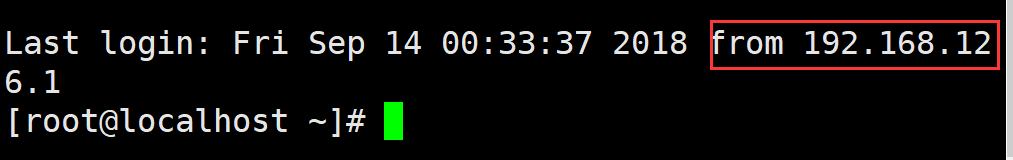 Last login: Fri Sep 14 00:33:37 2018 from 192.168.12
6.1
[root@localhost ~]#